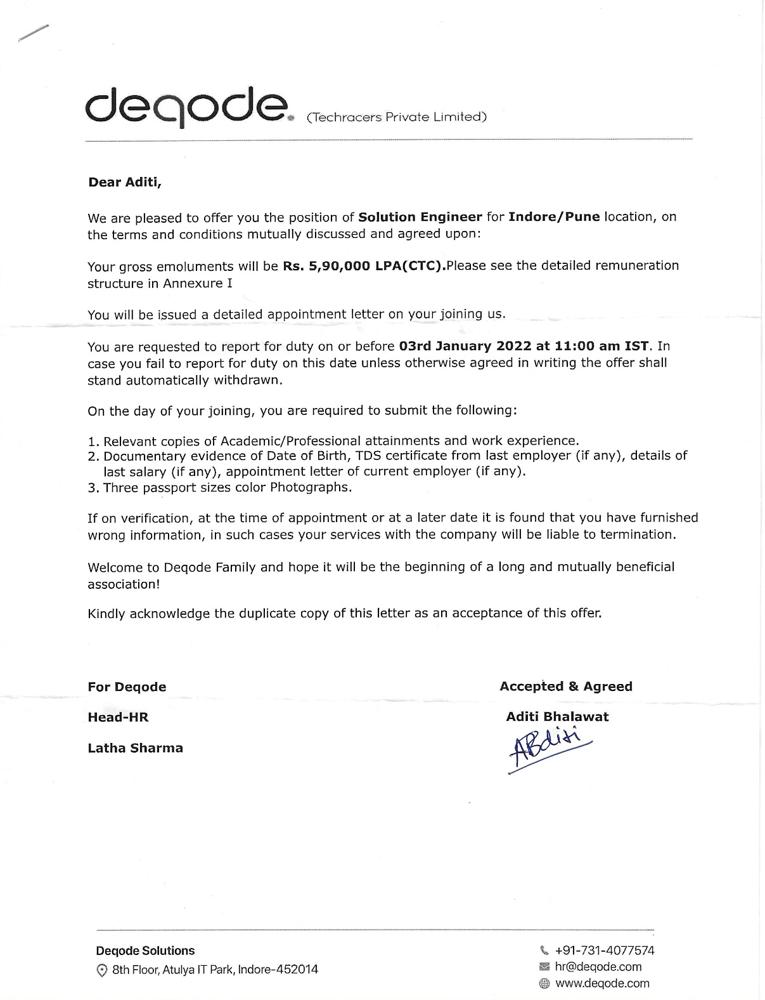 deqode. (Techracers Private Limited)
Dear Aditi,
We are pleased to offer you the position of Solution Engineer for Indore/Pune location, on
the terms and conditions mutually discussed and agreed upon:
Your gross emoluments will be Rs. 5,90,000 LPA(CTC).Please see the detailed remuneration
structure in Annexure I
You will be issued a detailed appointment letter on your joining us.
You are requested to report for duty on or before 03rd January 2022 at 11:00 am IST. In
case you fail to report for duty on this date unless otherwise agreed in writing the offer shall
stand automatically withdrawn.
On the day of your joining, you are required to submit the following:
1. Relevant copies of Academic/Professional attainments and work experience.
2. Documentary evidence of Date of Birth, TDS certificate from last employer (if any), details of
last salary (if any), appointment letter of current employer (if any).
3. Three passport sizes color Photographs.
If on verification, at the time of appointment or at a later date it is found that you have furnished
wrong information, in such cases your services with the company will be liable to termination.
Welcome to Deqode Family and hope it will be the beginning of a long and mutually beneficial
association!
Kindly acknowledge the duplicate copy of this letter as an acceptance of this offer.
For Deqode
Accepted & Agreed
Head-HR
Aditi Bhalawat
ABditi
Latha Sharma
Deqode Solutions
8th Floor, Atulya IT Park, Indore-452014
+91-731-4077574
hr@deqode.com
www.deqode.com